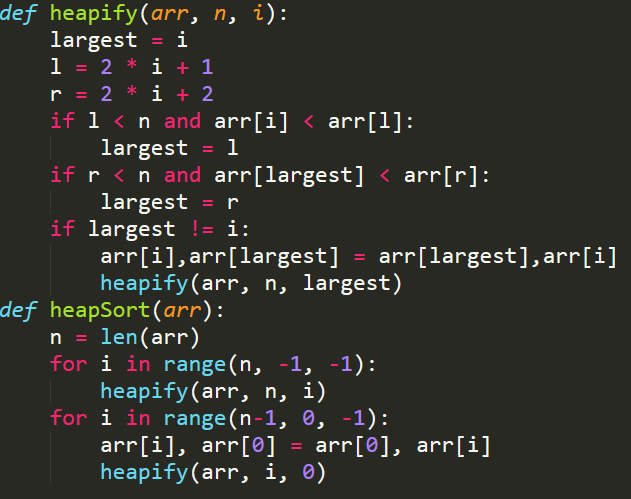 def heapify(arr, n, i):
    largest = i
    l = 2 * i + 1
    r = 2 * i + 2
    if l < n and arr[i] < arr[l]:
        largest = l
    if r < n and arr[largest] < arr[r]:
        largest = r
    if largest != i:
        arr[i],arr[largest] = arr[largest],arr[i]
        heapify(arr, n, largest)
def heapSort(arr):
    n = len(arr)
    for i in range(n, -1, -1):
        heapify(arr, n, i)
    for i in range(n-1, 0, -1):
        arr[i], arr[0] = arr[0], arr[i]
        heapify(arr, i, 0)